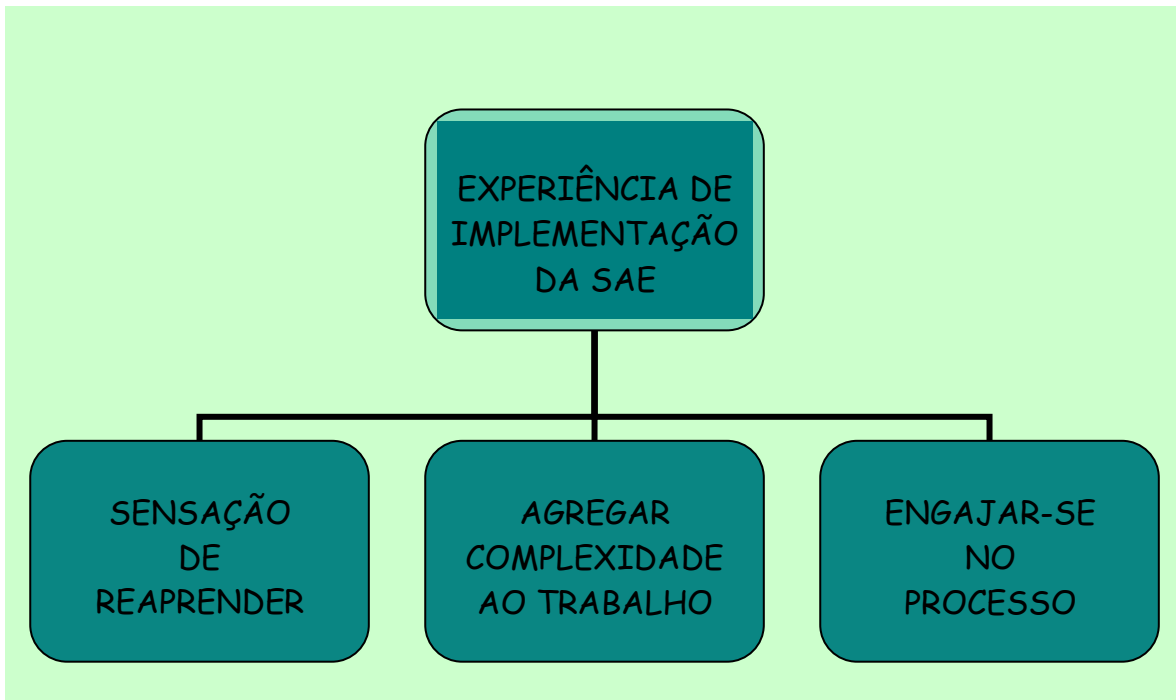 EXPERIÊNCIA DE
IMPLEMENTAÇÃO
DA SAE
SENSAÇÃO
DE
REAPRENDER
AGREGAR
COMPLEXIDADE
AO TRABALHO
ENGAJAR-SE
NO
PROCESSO